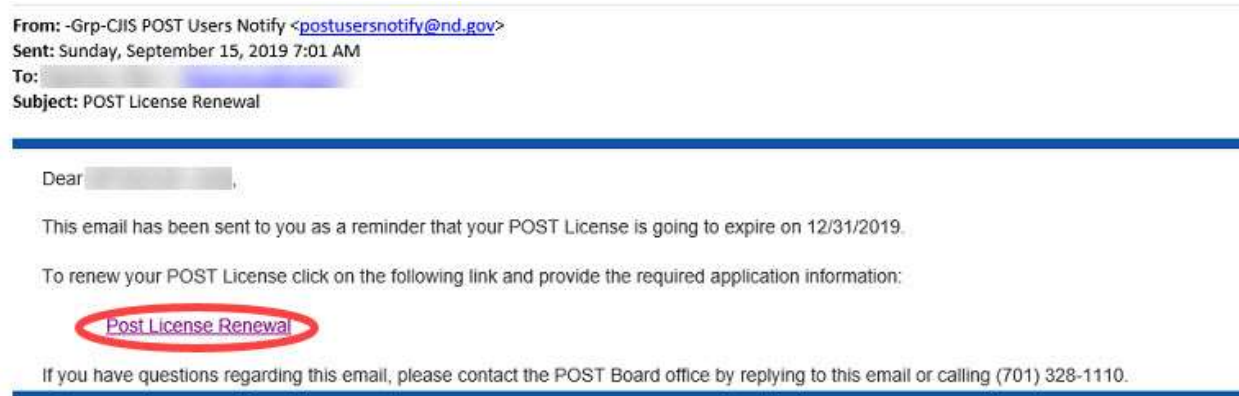 From: -Grp-CJIS POST Users Notify <postusersnotify@nd.gov>
Sent: Sunday, September 15, 2019 7:01 AM
To:
Subject: POST License Renewal
Dear ,
This email has been sent to you as a reminder that your POST License is going to expire on 12/31/2019.
To renew your POST License click on the following link and provide the required application information:
Post License Renewal
If you have questions regarding this email, please contact the POST Board office by replying to this email or calling (701) 328-1110.